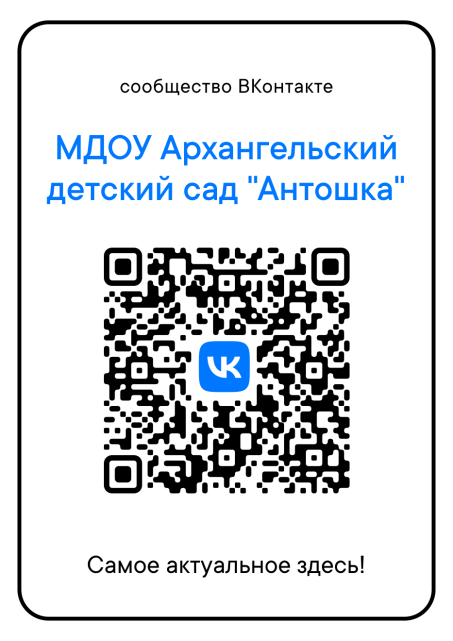 сообщество ВКонтакте
МДОУ Архангельский
детский сад "Антошка"
Самое актуальное здесь!